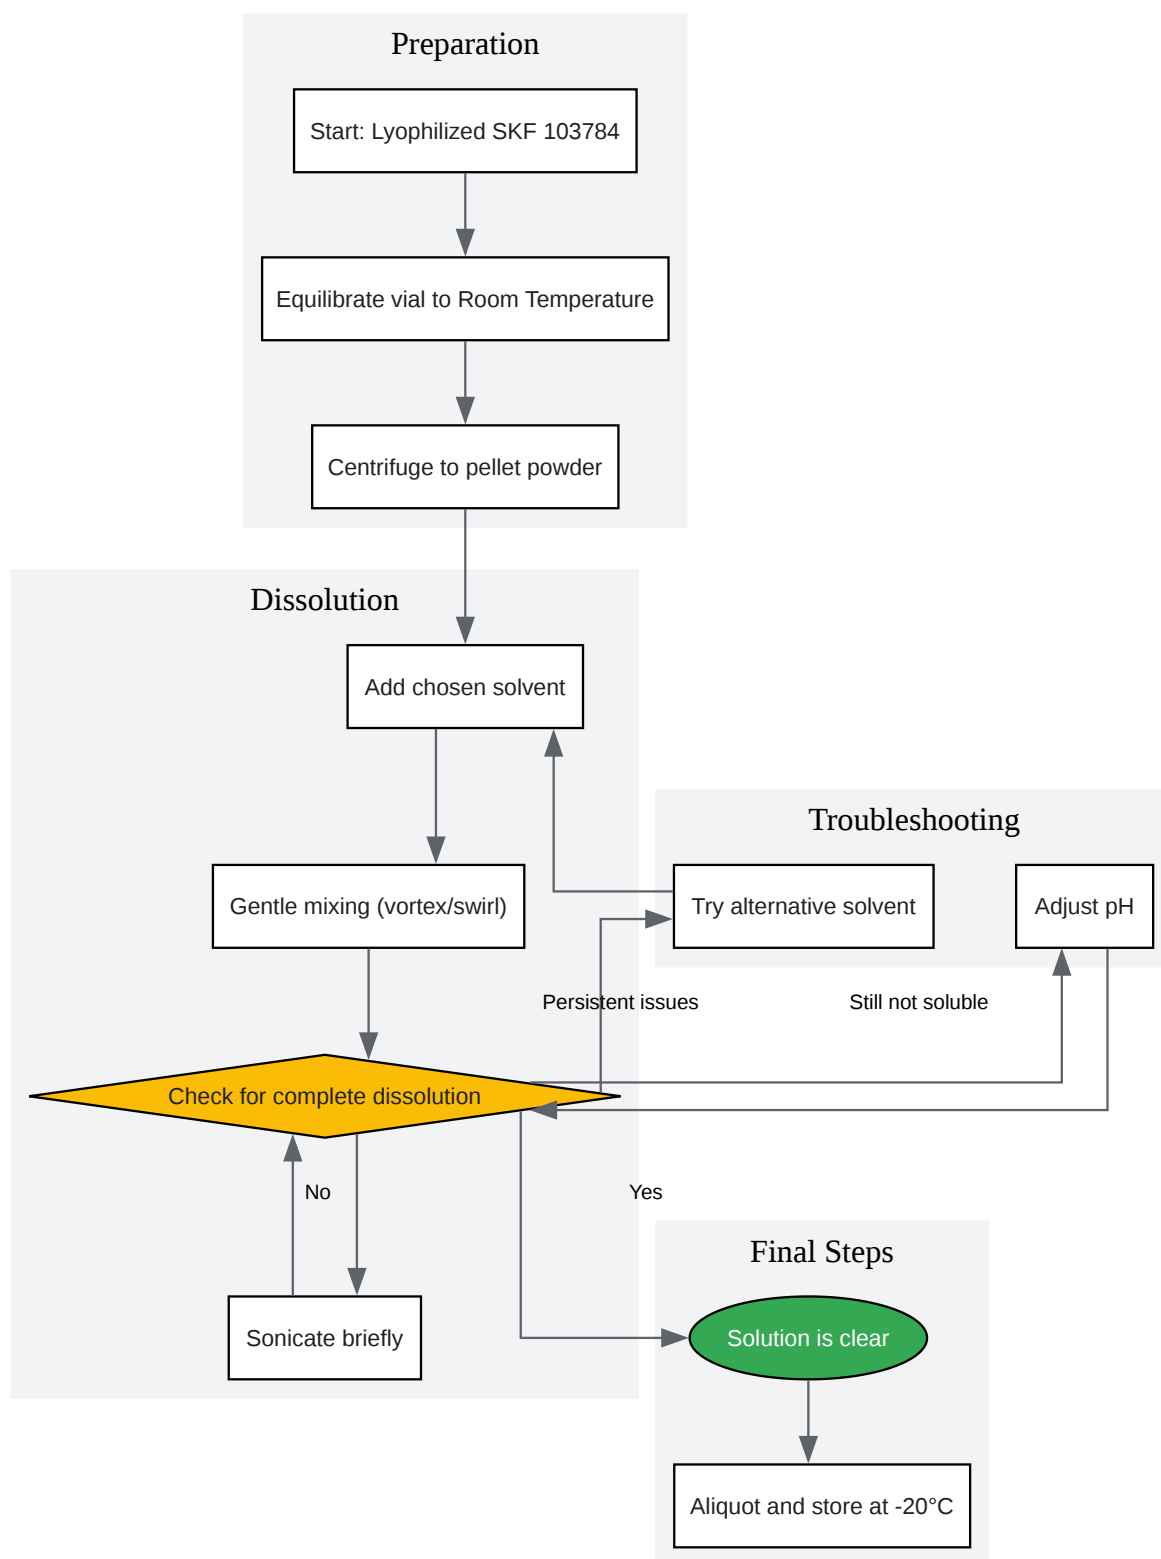 Preparation
Start: Lyophilized SKF 103784
Equilibrate vial to Room Temperature
Centrifuge to pellet powder
Dissolution
Add chosen solvent
Troubleshooting
Gentle mixing (vortex/swirl)
Try alternative solvent
Adjust pH
Persistent issues
Still not soluble
Check for complete dissolution
No
Yes
Final Steps
Sonicate briefly
Solution is clear
Aliquot and store at -20°C